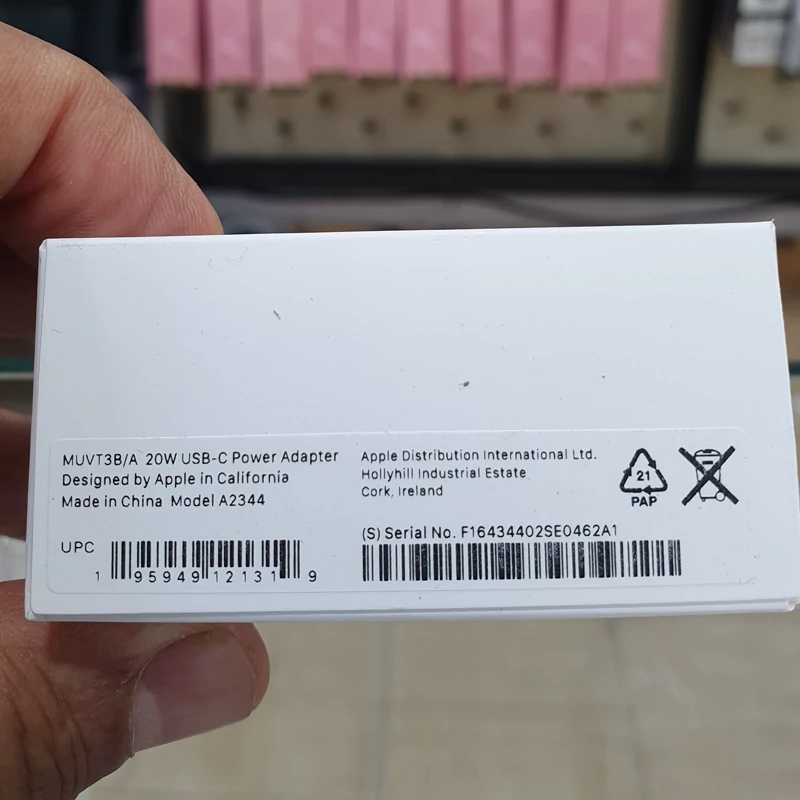 MUVT3B/A 20W USB-C Power Adapter
Designed by Apple in California
Made in China Model A2344
Apple Distribution International Ltd.
Hollyhill Industrial Estate
Cork, Ireland
21
PAP
UPC
1 95949 12131 9
(S) Serial No. F16434402SE0462A1